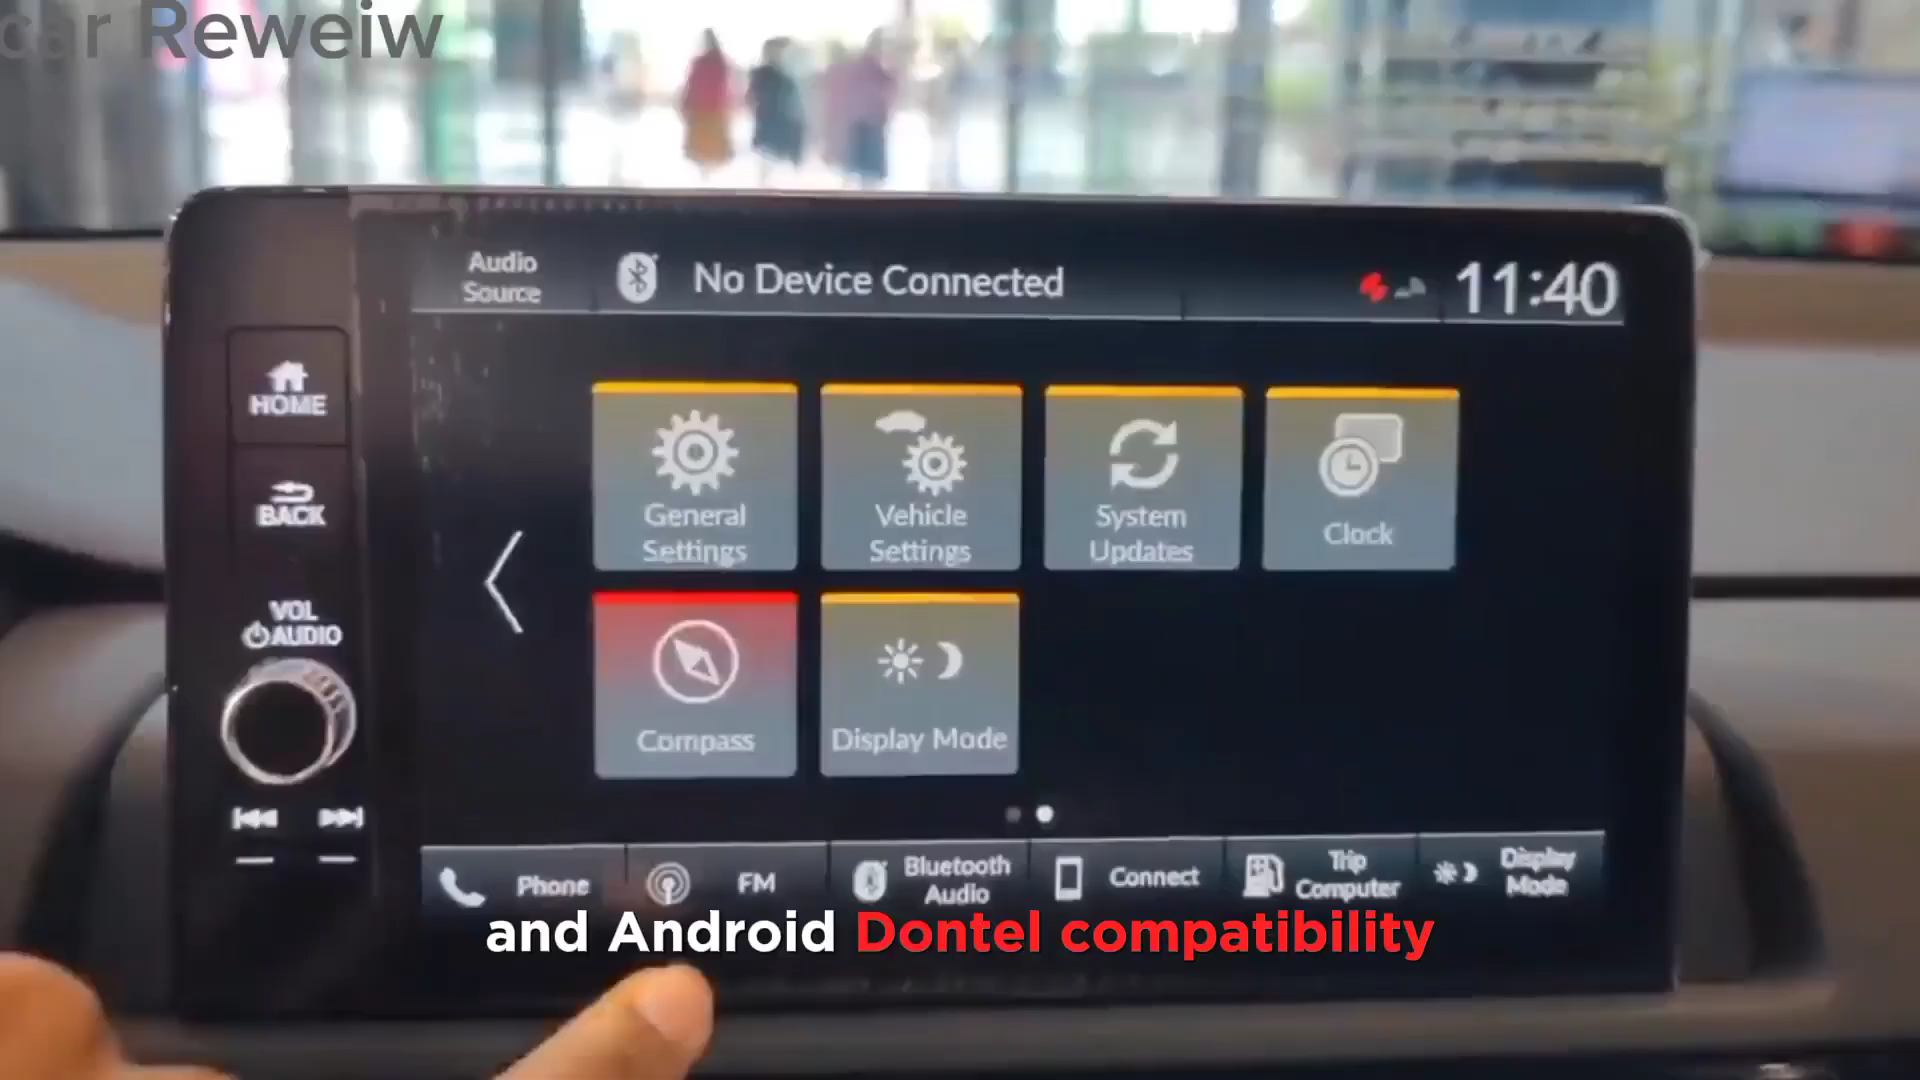 car Reweiw
Audio
Source
No Device Connected
11:40
HOME
BACK
VOL
AUDIO
General
Settings
Vehicle
Settings
System
Updates
Clock
Compass
Display Mode
Phone
FM
Bluetooth
Audio
Connect
Trip
Computer
Display
Mode
and Android Dontel compatibility